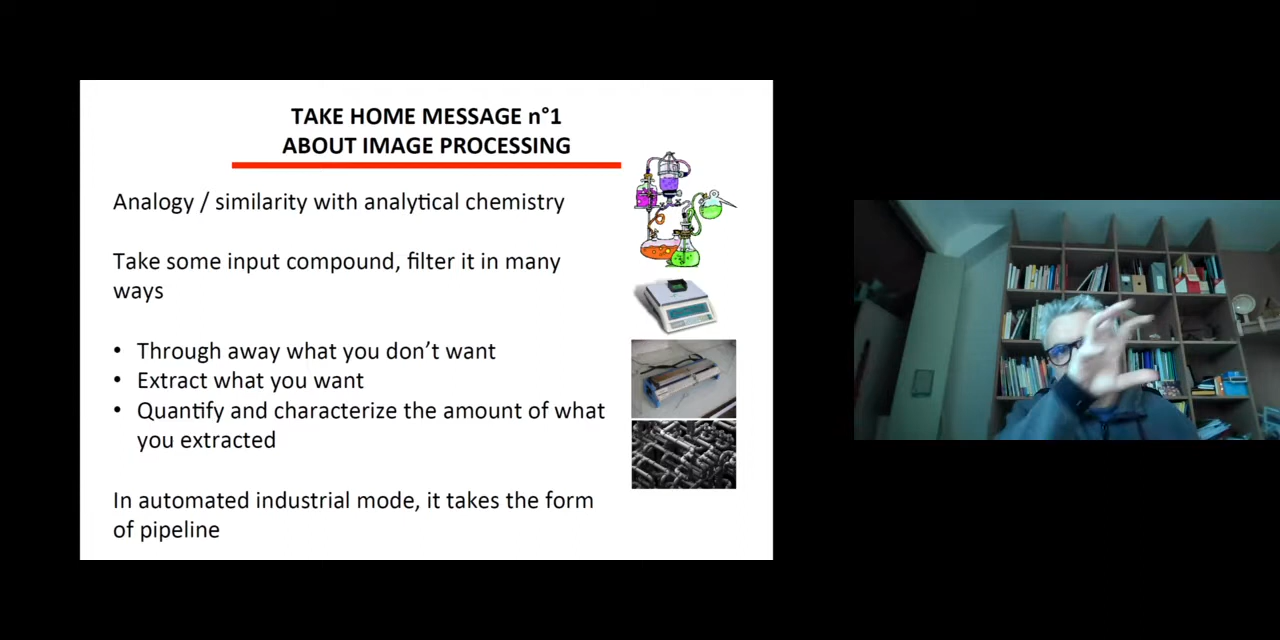 TAKE HOME MESSAGE n°1
ABOUT IMAGE PROCESSING
Analogy / similarity with analytical chemistry
Take some input compound, filter it in many
ways
• Through away what you don’t want
• Extract what you want
• Quantify and characterize the amount of what
you extracted
In automated industrial mode, it takes the form
of pipeline